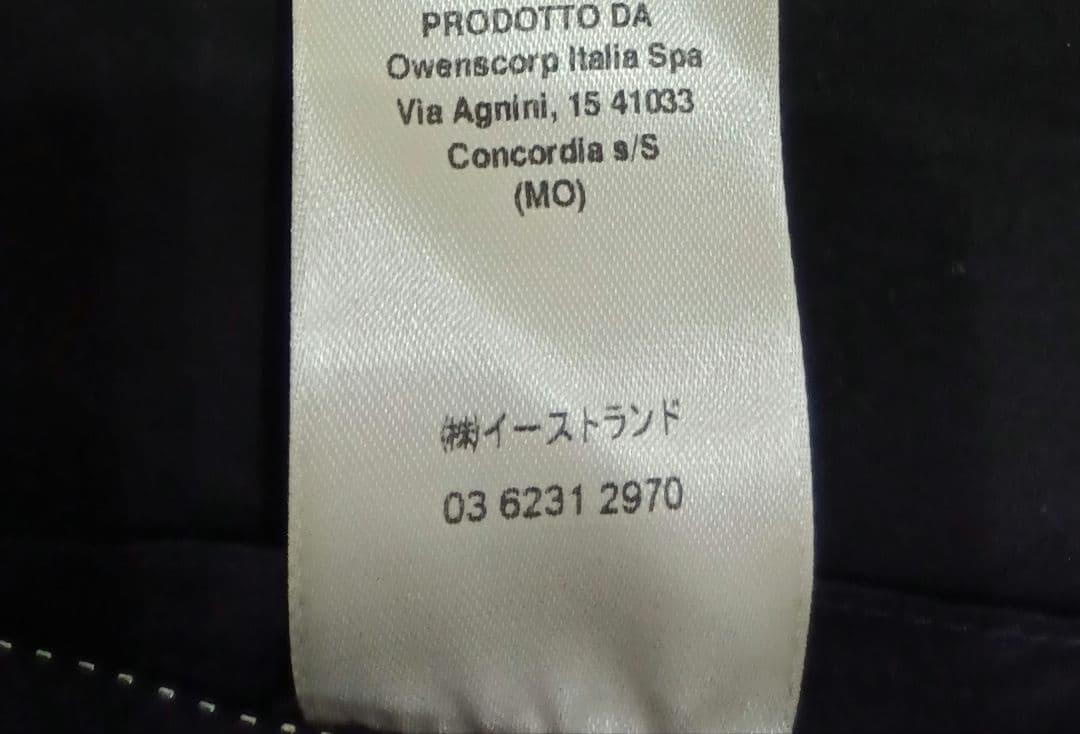 PRODOTTO DA
Owenscorp Italia Spa
Via Agnini, 15 41033
Concordia s/S
(MO)
㈱イーストランド
03 6231 2970